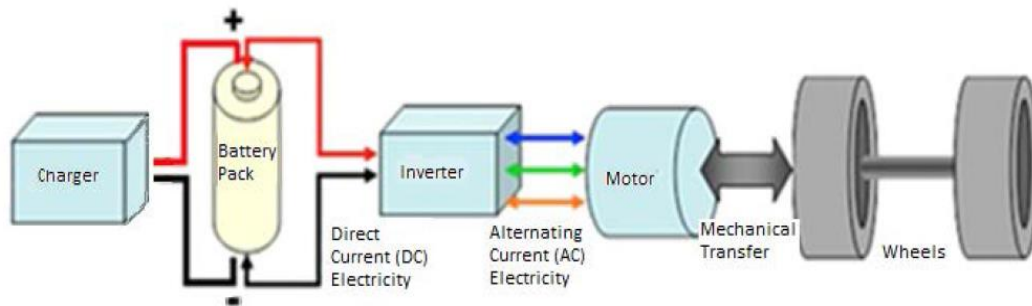 +
Charger
Battery
Pack
Inverter
Motor
Direct
Current (DC)
Electricity
Alternating
Current (AC)
Electricity
Mechanical
Transfer
Wheels
-